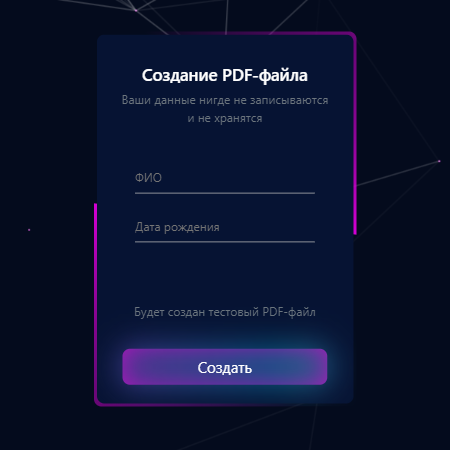 Создание PDF-файла
Ваши данные нигде не записываются
и не хранятся
ФИО
Дата рождения
Будет создан тестовый PDF-файл
Создать